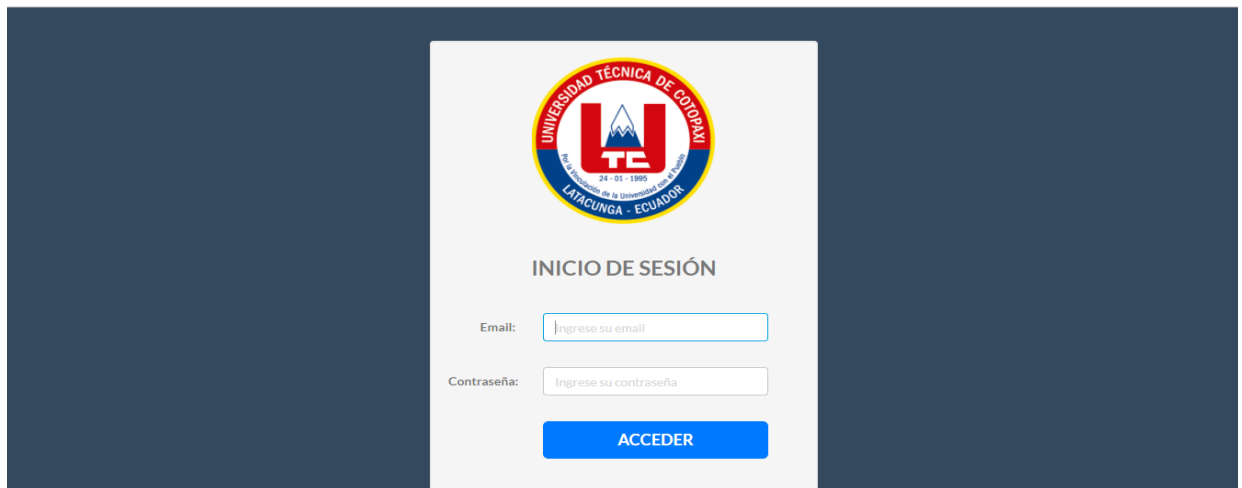 UNIVERSIDAD TÉCNICA DE COTOPAXI
UTC
24 - 01 - 1995
Por la Vinculación de la Universidad con el Pueblo
LATACUNGA - ECUADOR
INICIO DE SESIÓN
Email: Ingrese su email
Contraseña: Ingrese su contraseña
ACCEDER